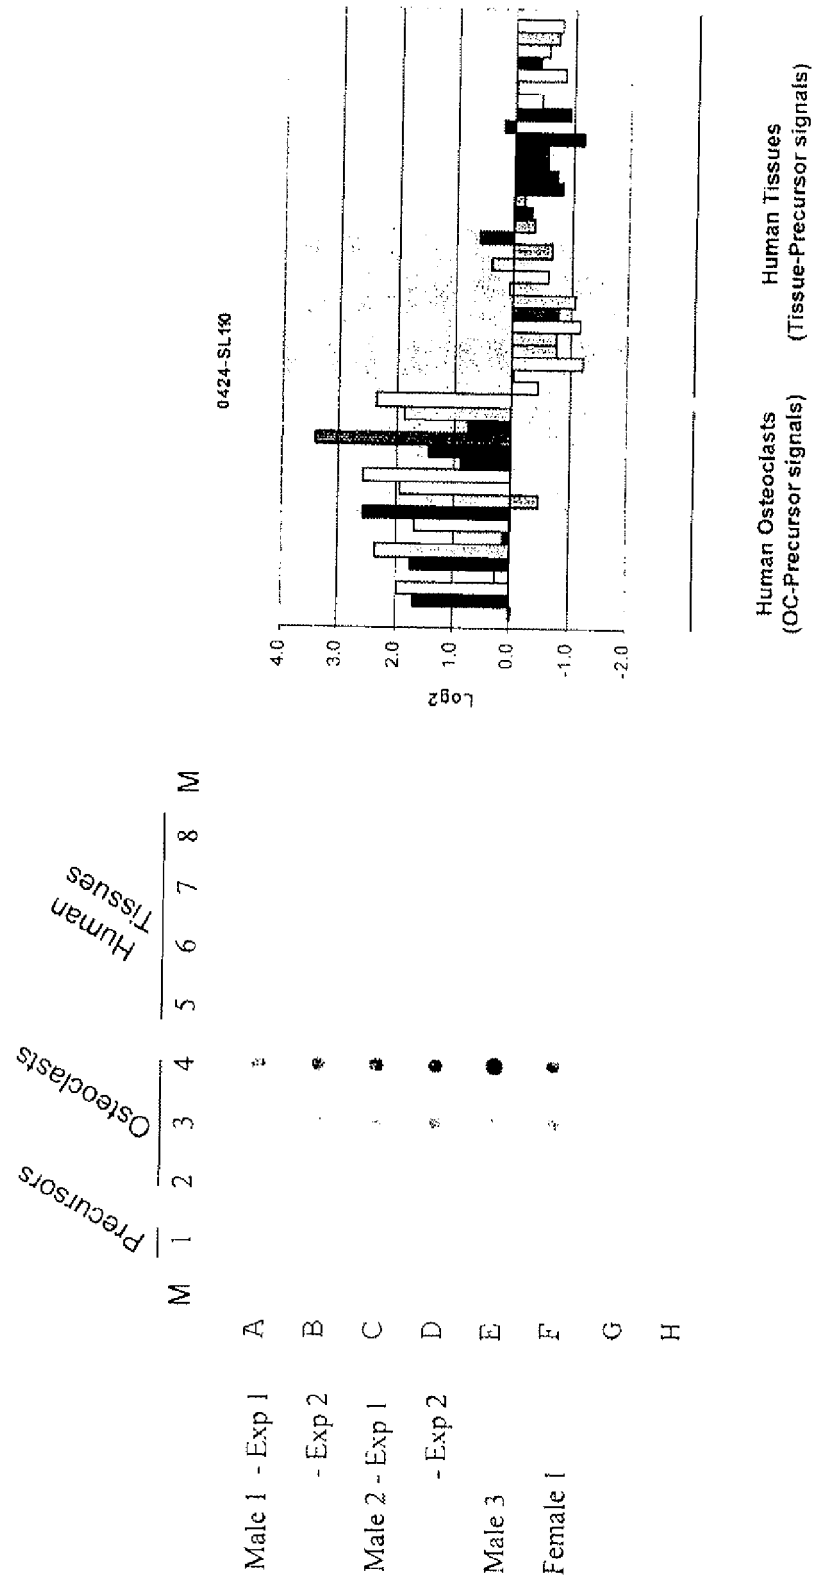 Precursors
Osteoclasts
Human
Tissues
M 1 2 3 4 5 6 7 8 M
Male 1 - Exp 1 A
- Exp 2 B
Male 2 - Exp 1 C
- Exp 2 D
Male 3 E
Female 1 F
G
H
0424-SL190
Log2
4.0
3.0
2.0
1.0
0.0
-1.0
-2.0
Human Osteoclasts
(OC-Precursor signals)
Human Tissues
(Tissue-Precursor signals)